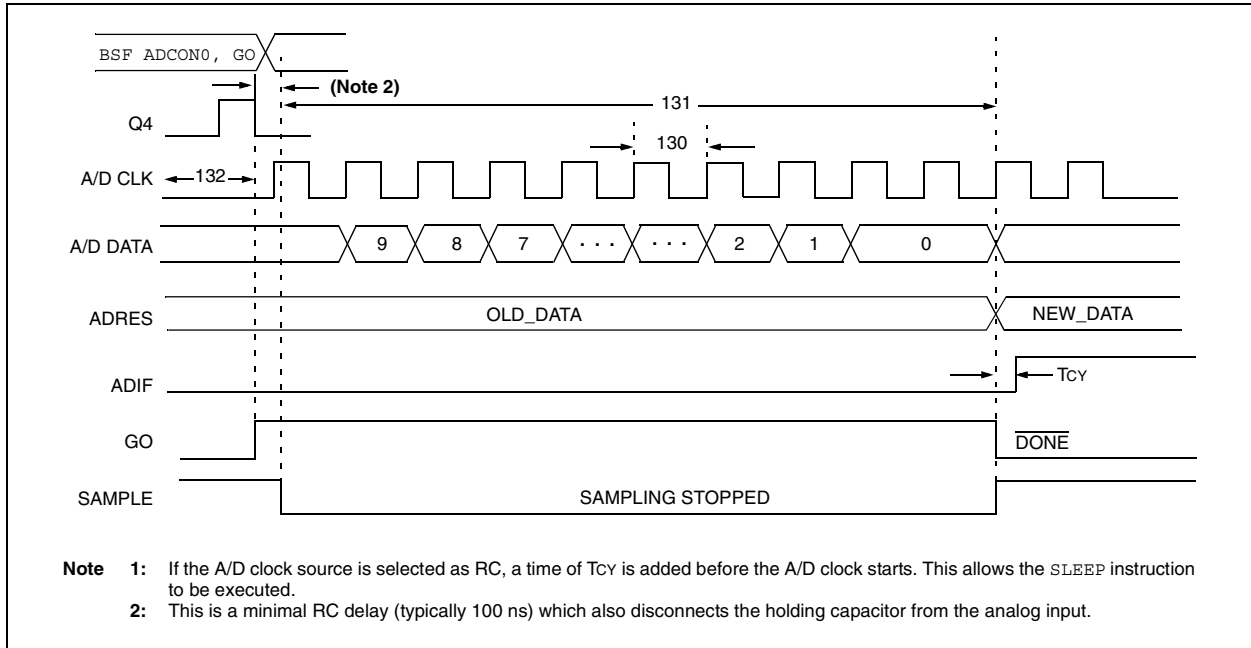 BSF ADCON0, GO
(Note 2)
131
Q4
130
A/D CLK
132
A/D DATA
9 8 7 · · · · · · 2 1 0
ADRES
OLD_DATA
NEW_DATA
ADIF
TCY
GO
DONE
SAMPLE
SAMPLING STOPPED
Note 1: If the A/D clock source is selected as RC, a time of TCY is added before the A/D clock starts. This allows the SLEEP instruction
to be executed.
2: This is a minimal RC delay (typically 100 ns) which also disconnects the holding capacitor from the analog input.